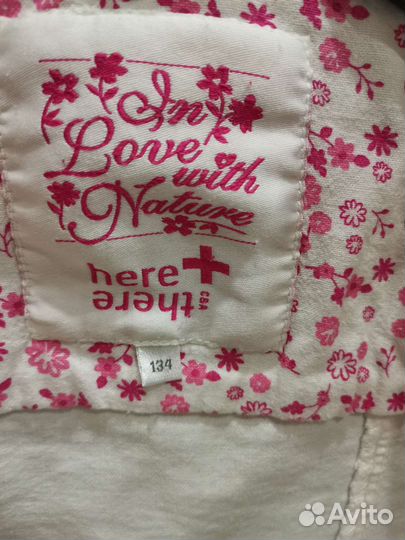 In
Love
with
Nature
here+
there
C&A
134
Avito